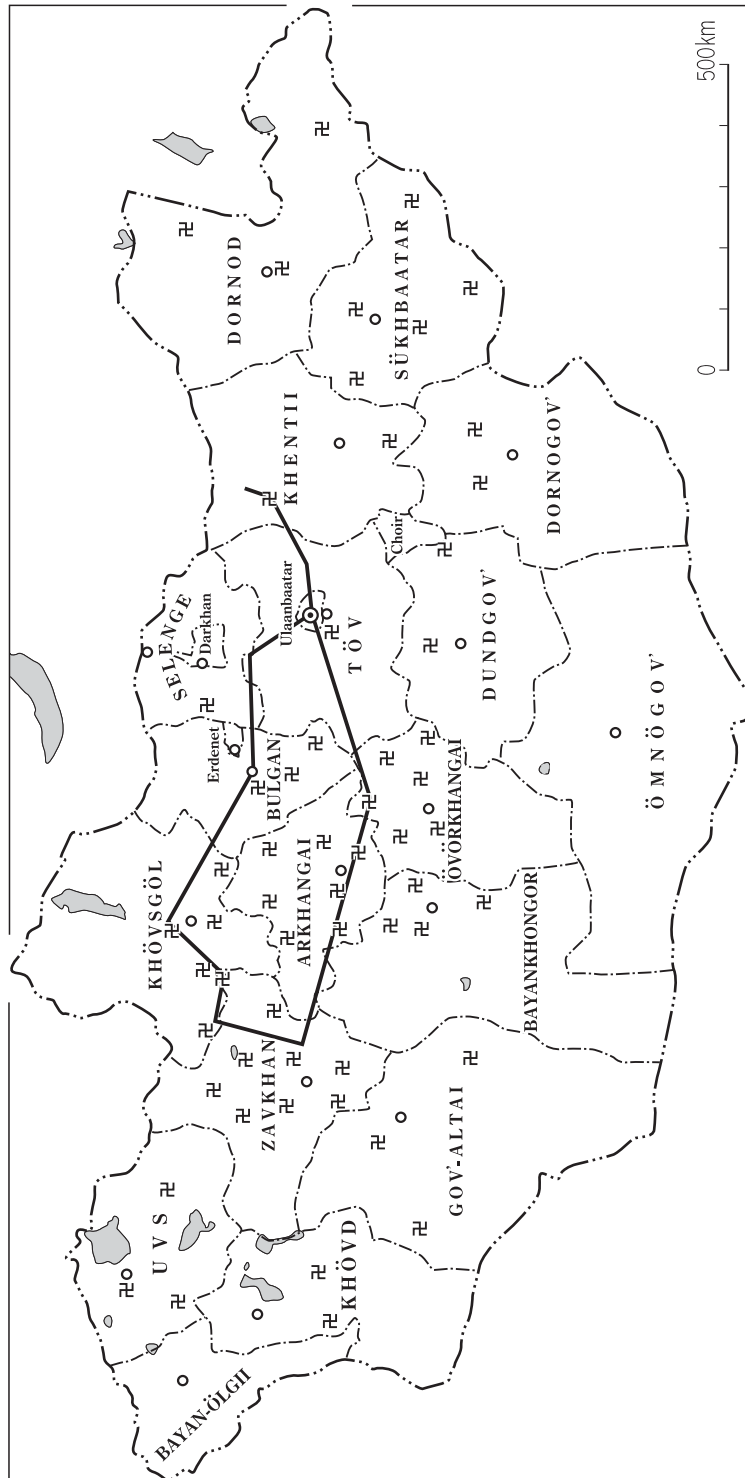 BAYAN-ÖLGII
UVS
KHÖVD
GOV'-ALTAI
ZAVKHAN
KHÖVSGÖL
BAYANKHONGOR
ARKHANGAI
ÖVORKHANGAI
BULGAN
Erdenet
SELENGE
Darkhan
Ulaanbaatar
TÖV
ÖMNÖGOV'
DUNDGOV'
Choir
KHENTII
DORNOGOV'
DORNOD
SÜKHBAATAR
0
500km